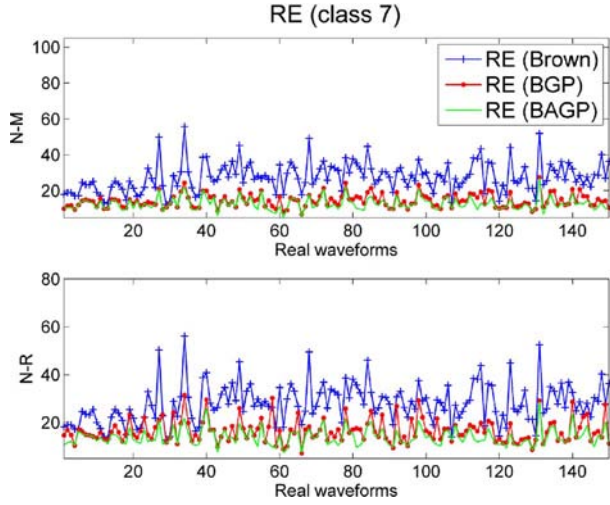 RE (class 7)
100
80
60
40
20
N-M
RE (Brown)
RE (BGP)
RE (BAGP)
20 40 60 80 100 120 140
Real waveforms
80
60
40
20
N-R
20 40 60 80 100 120 140
Real waveforms